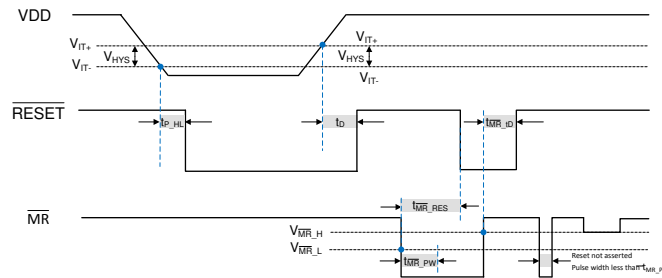 VDD
VIT+
VHYS
VIT-
VIT+
VHYS
VIT-
RESET
tP_HL
tD
tMR_tD
MR
tMR_RES
VMR_H
VMR_L
tMR_PW
Reset not asserted
Pulse width less than